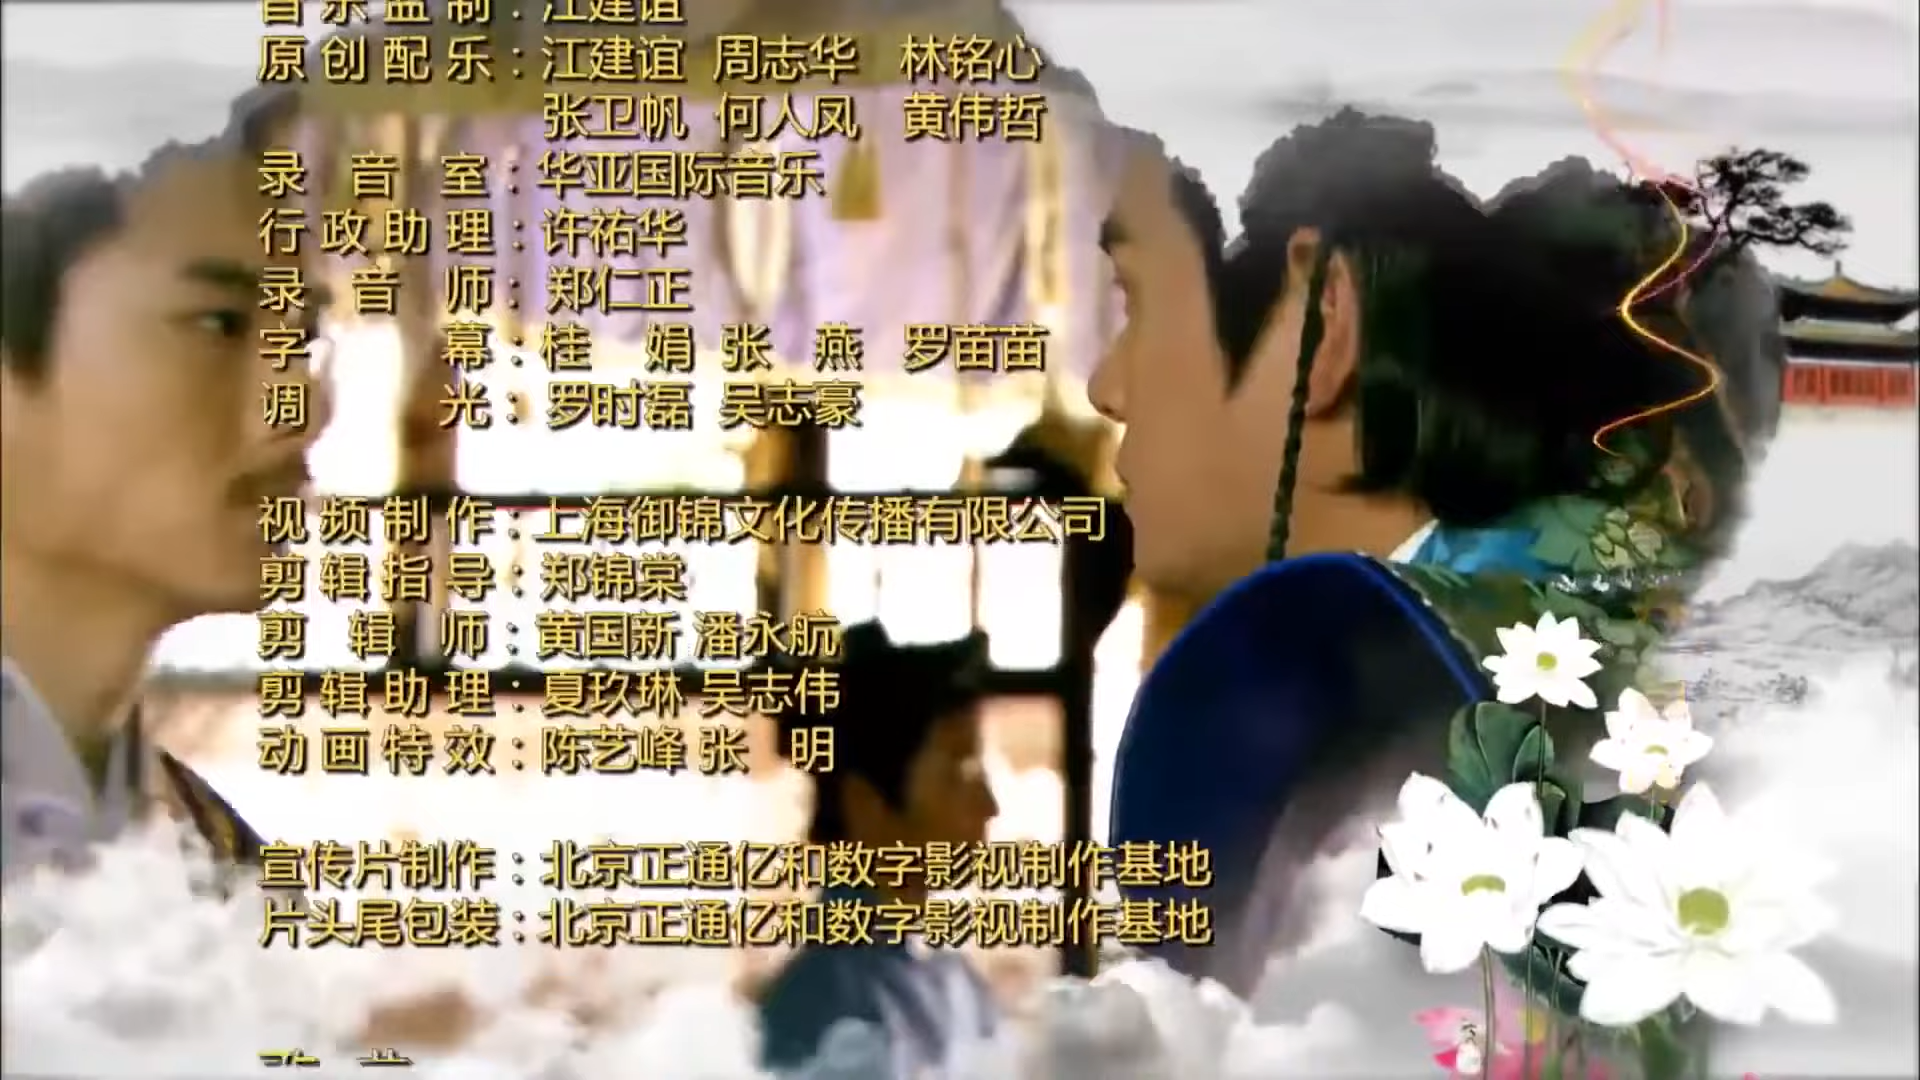 音乐监制：江建谊
原创配乐：江建谊 周志华 林铭心
张卫帆 何人凤 黄伟哲
录音室：华亚国际音乐
行政助理：许祐华
录音师：郑仁正
字幕：桂娟 张燕 罗苗苗
调光：罗时磊 吴志豪
视频制作：上海御锦文化传播有限公司
剪辑指导：郑锦棠
剪辑师：黄国新 潘永航
剪辑助理：夏玖琳 吴志伟
动画特效：陈艺峰 张明
宣传片制作：北京正通亿和数字影视制作基地
片头尾包装：北京正通亿和数字影视制作基地